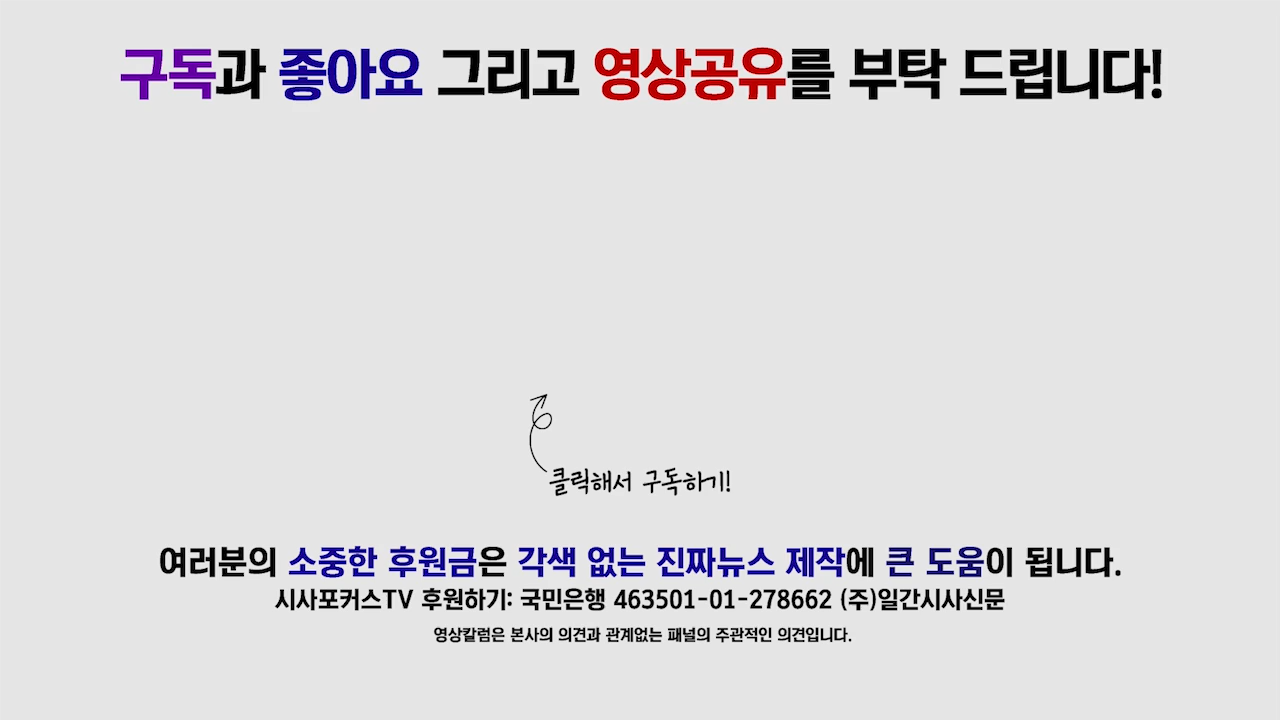 구독과 좋아요 그리고 영상공유를 부탁 드립니다!
클릭해서 구독하기!
여러분의 소중한 후원금은 각색 없는 진짜뉴스 제작에 큰 도움이 됩니다.
시사포커스TV 후원하기: 국민은행 463501-01-278662 (주)일간시사신문
영상칼럼은 본사의 의견과 관계없는 패널의 주관적인 의견입니다.